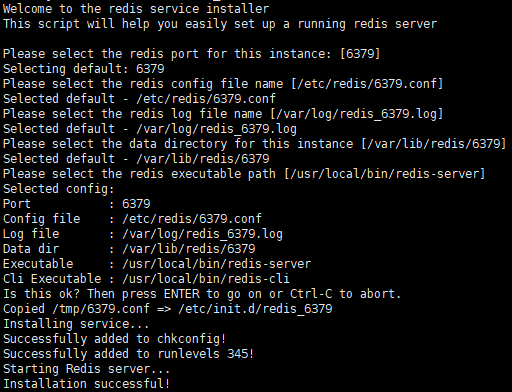 Welcome to the redis service installer
This script will help you easily set up a running redis server
Please select the redis port for this instance: [6379]
Selecting default: 6379
Please select the redis config file name [/etc/redis/6379.conf]
Selected default - /etc/redis/6379.conf
Please select the redis log file name [/var/log/redis_6379.log]
Selected default - /var/log/redis_6379.log
Please select the data directory for this instance [/var/lib/redis/6379]
Selected default - /var/lib/redis/6379
Please select the redis executable path [/usr/local/bin/redis-server]
Selected config:
Port           : 6379
Config file    : /etc/redis/6379.conf
Log file       : /var/log/redis_6379.log
Data dir       : /var/lib/redis/6379
Executable     : /usr/local/bin/redis-server
Cli Executable : /usr/local/bin/redis-cli
Is this ok? Then press ENTER to go on or Ctrl-C to abort.
Copied /tmp/6379.conf => /etc/init.d/redis_6379
Installing service...
Successfully added to chkconfig!
Successfully added to runlevels 345!
Starting Redis server...
Installation successful!